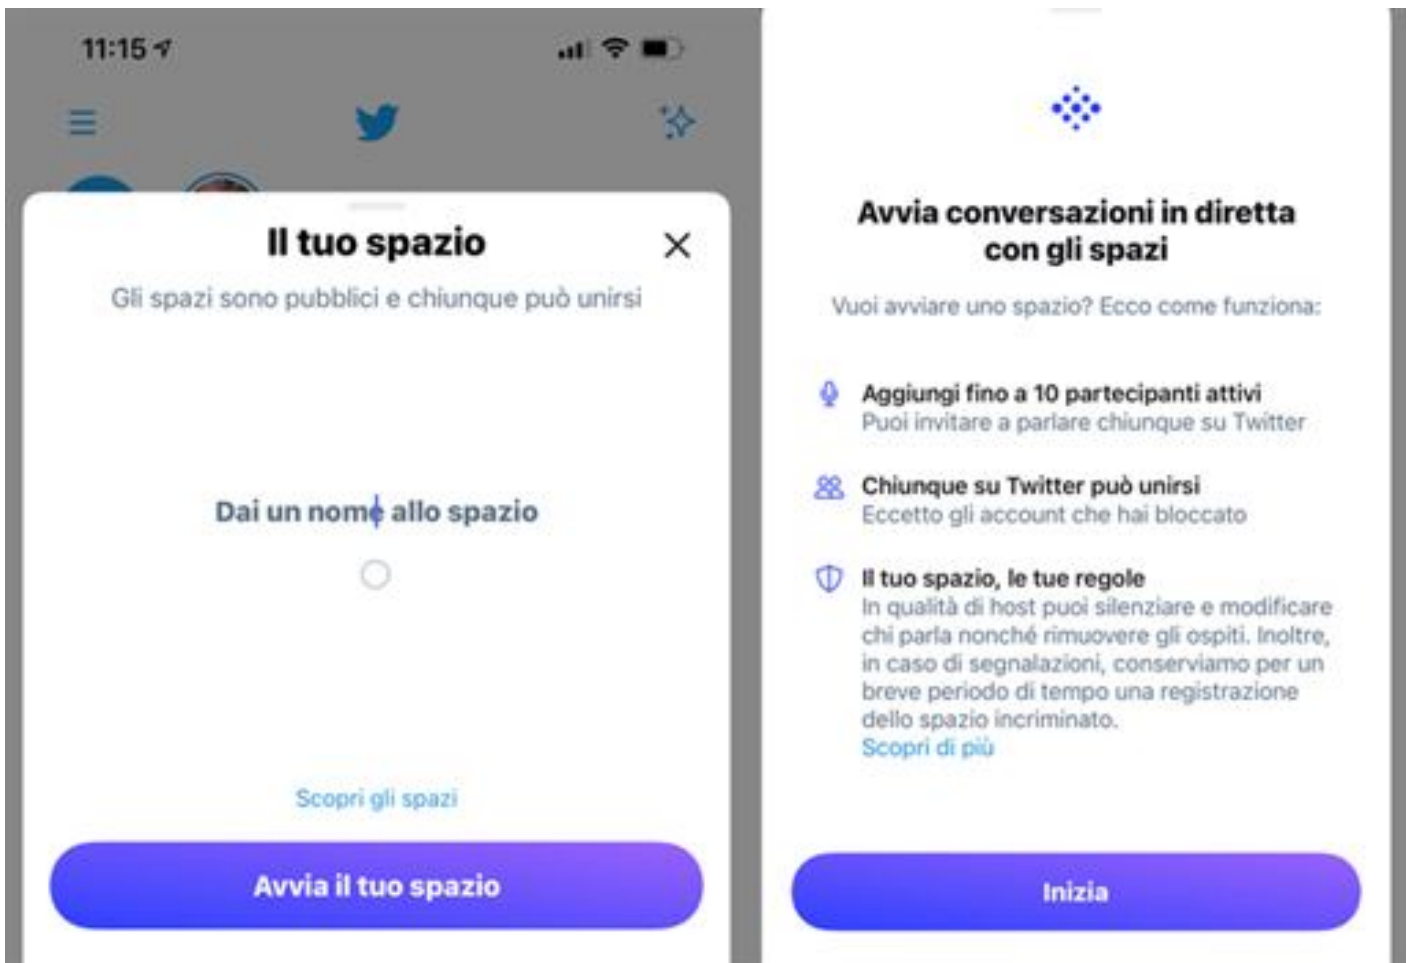 11:15
Il tuo spazio
Gli spazi sono pubblici e chiunque può unirsi
Dai un nome allo spazio
Scopri gli spazi
Avvia il tuo spazio
Avvia conversazioni in diretta
con gli spazi
Vuoi avviare uno spazio? Ecco come funziona:
Aggiungi fino a 10 partecipanti attivi
Puoi invitare a parlare chiunque su Twitter
Chiunque su Twitter può unirsi
Eccetto gli account che hai bloccato
Il tuo spazio, le tue regole
In qualità di host puoi silenziare e modificare
chi parla nonché rimuovere gli ospiti. Inoltre,
in caso di segnalazioni, conserviamo per un
breve periodo di tempo una registrazione
dello spazio incriminato.
Scopri di più
Inizia